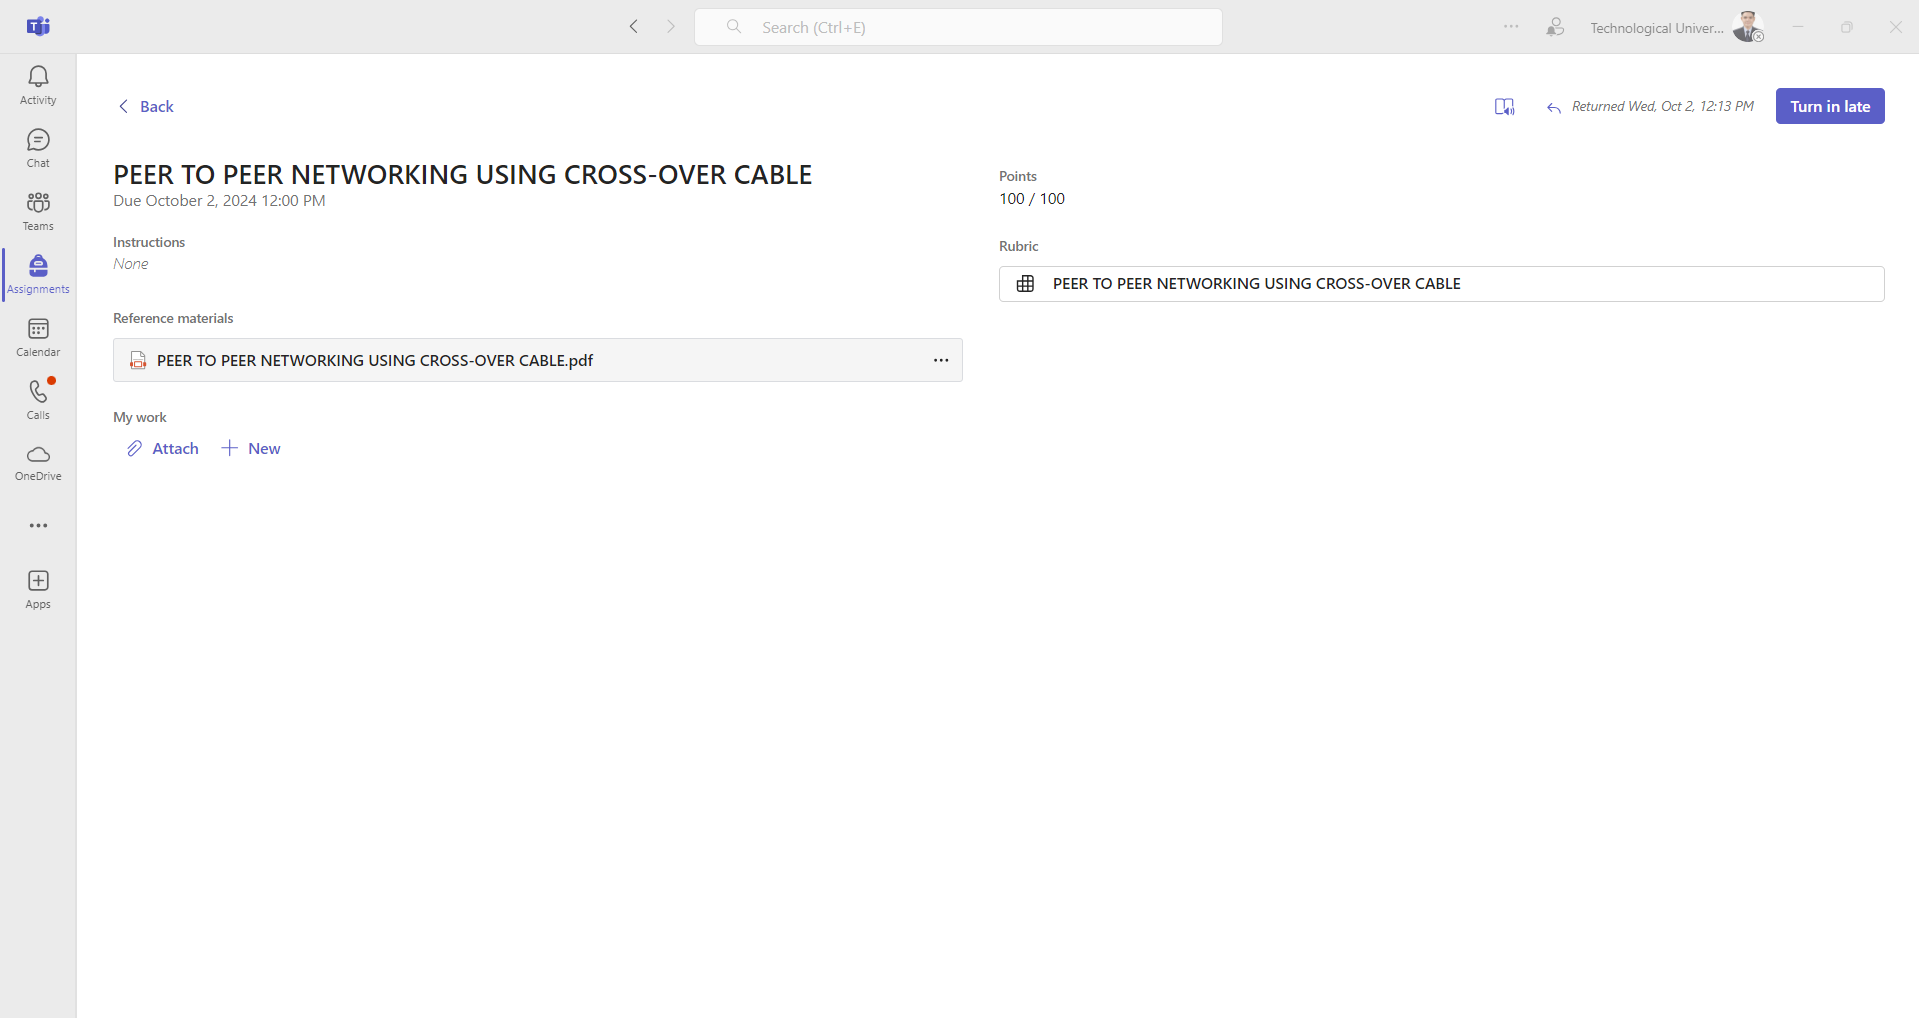 Search (Ctrl+E)
Technological Univer...
Activity
Chat
Teams
Assignments
Calendar
Calls
OneDrive
Apps
Back
Returned Wed, Oct 2, 12:13 PM
Turn in late
PEER TO PEER NETWORKING USING CROSS-OVER CABLE
Due October 2, 2024 12:00 PM
Instructions
None
Reference materials
PEER TO PEER NETWORKING USING CROSS-OVER CABLE.pdf
My work
Attach
New
Points
100 / 100
Rubric
PEER TO PEER NETWORKING USING CROSS-OVER CABLE